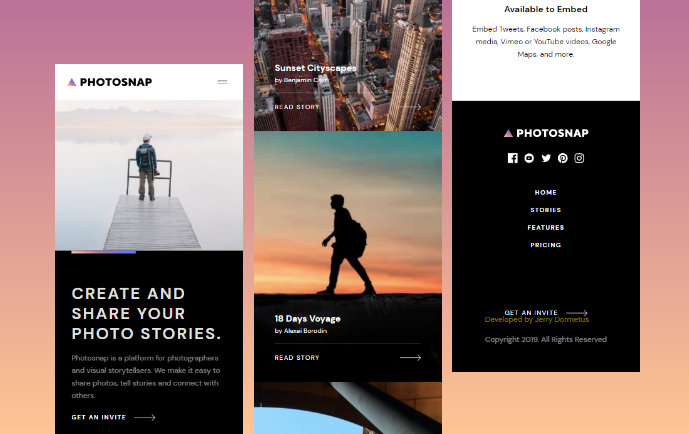 PHOTOSNAP
CREATE AND
SHARE YOUR
PHOTO STORIES.
Photosnap is a platform for photographers
and visual storytellsers. We make it easy to
share photos, tell stories and connect with
others.
GET AN INVITE
Sunset Cityscapes
by Benjamin Cruz
READ STORY
18 Days Voyage
by Alexei Borodin
READ STORY
Available to Embed
Embed Tweets, Facebook posts, Instagram
media, Vimeo or YouTube videos, Google
Maps, and more.
PHOTOSNAP
HOME
STORIES
FEATURES
PRICING
GET AN INVITE
Developed by Jerry Dormetus
Copyright 2019. All Rights Reserved